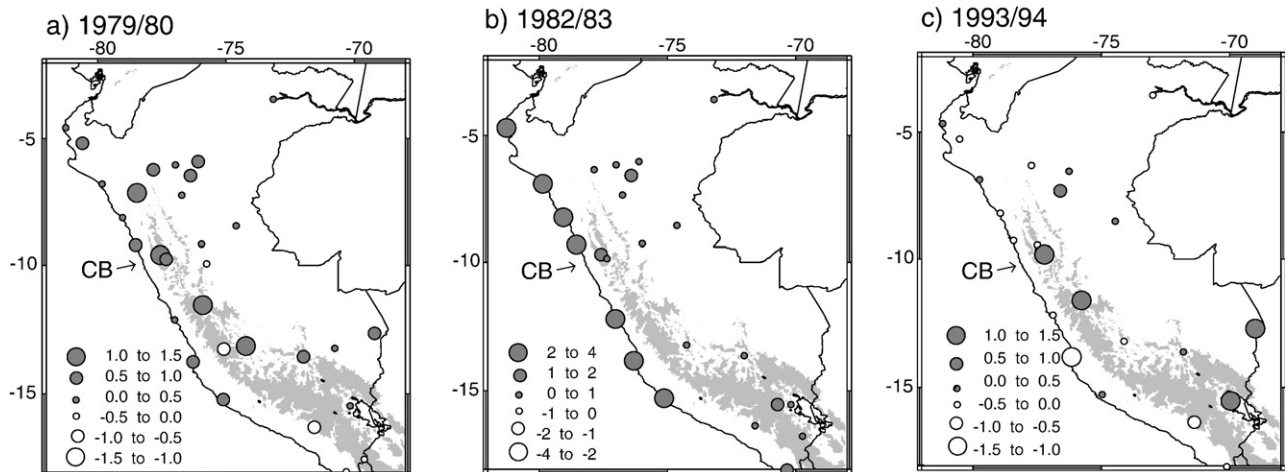 a) 1979/80
-80 -75 -70
-5
-10
-15
CB
1.0 to 1.5
0.5 to 1.0
0.0 to 0.5
-0.5 to 0.0
-1.0 to -0.5
-1.5 to -1.0
b) 1982/83
-80 -75 -70
-5
-10
-15
CB
2 to 4
1 to 2
0 to 1
-1 to 0
-2 to -1
-4 to -2
c) 1993/94
-80 -75 -70
-5
-10
-15
CB
1.0 to 1.5
0.5 to 1.0
0.0 to 0.5
-0.5 to 0.0
-1.0 to -0.5
-1.5 to -1.0